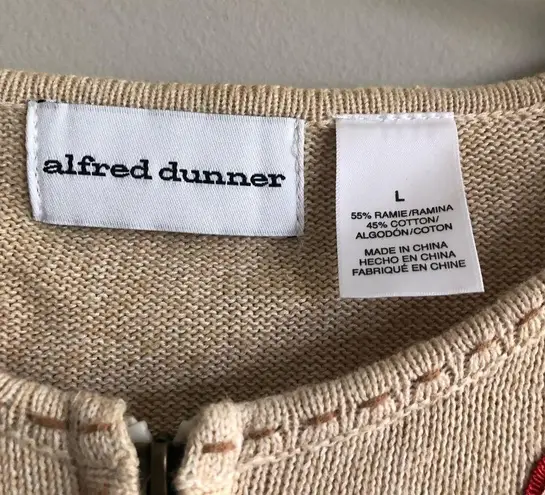 alfred dunner
L
55% RAMIE/RAMINA
45% COTTON/
ALGODÓN/COTON
MADE IN CHINA
HECHO EN CHINA
FABRIQUÉ EN CHINE